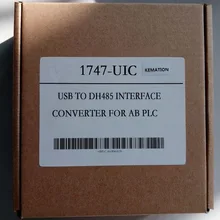 1747-UIC KEMATION
USB TO DH485 INTERFACE
CONVERTER FOR AB PLC